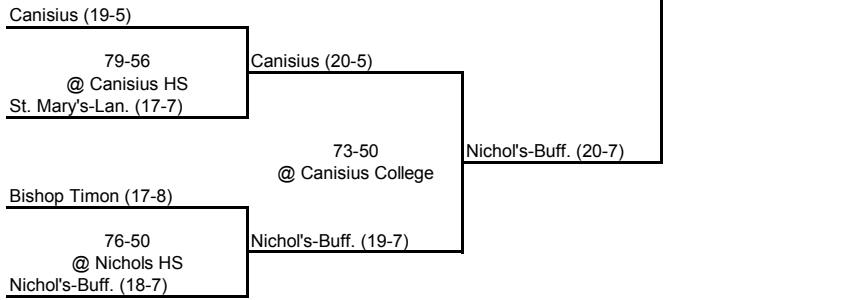 Canisius (19-5)
79-56
@ Canisius HS
Canisius (20-5)
St. Mary's-Lan. (17-7)
73-50
@ Canisius College
Nichol's-Buff. (20-7)
Bishop Timon (17-8)
76-50
@ Nichols HS
Nichol's-Buff. (19-7)
Nichol's-Buff. (18-7)